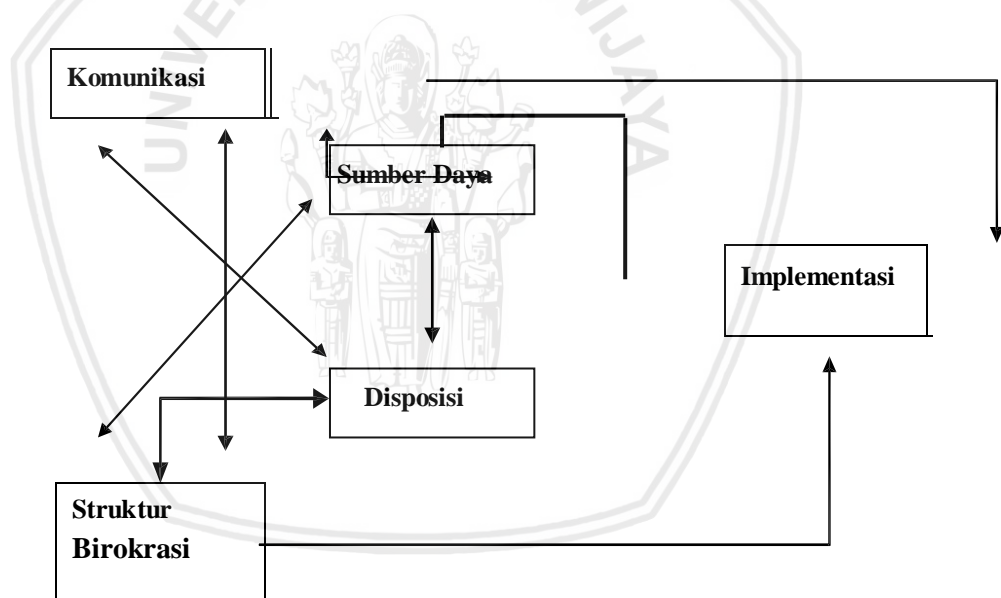 Komunikasi
Sumber Daya
Implementasi
Disposisi
Struktur
Birokrasi